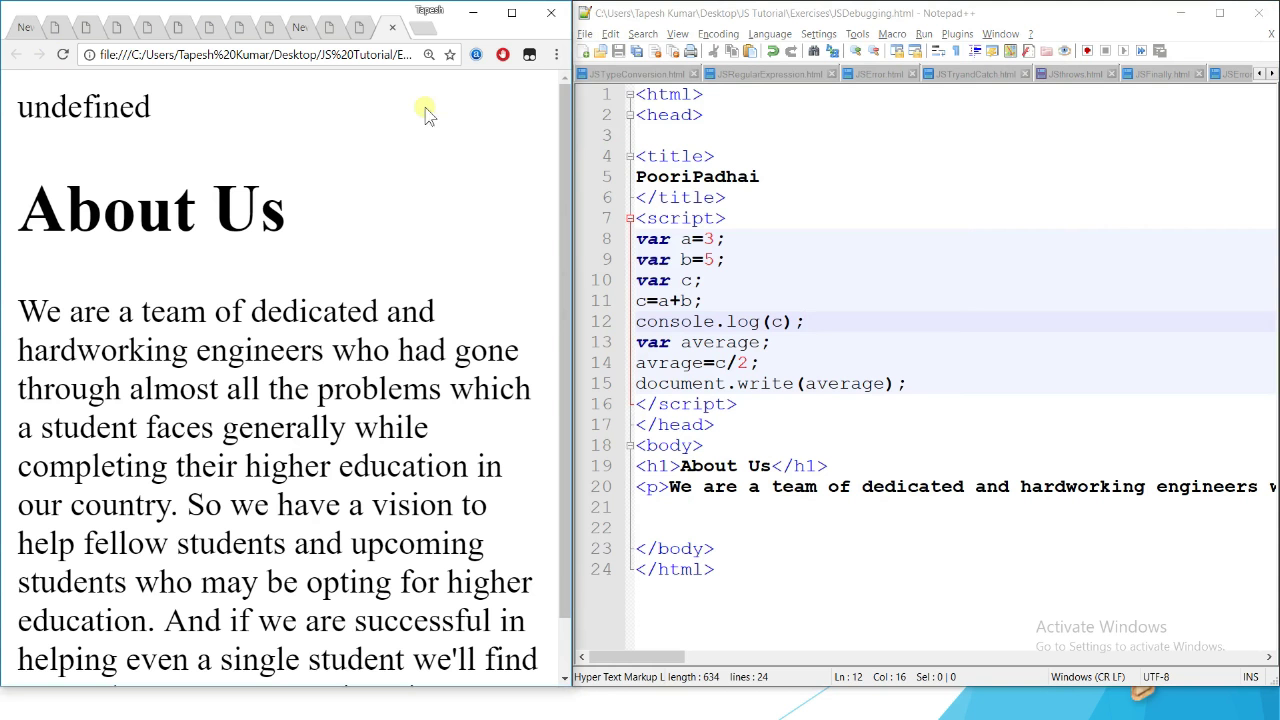 New
New
Tapesh
file:///C:/Users/Tapesh%20Kumar/Desktop/JS%20Tutorial/E...
undefined
About Us
We are a team of dedicated and
hardworking engineers who had gone
through almost all the problems which
a student faces generally while
completing their higher education in
our country. So we have a vision to
help fellow students and upcoming
students who may be opting for higher
education. And if we are successful in
helping even a single student we'll find
C:\Users\Tapesh Kumar\Desktop\JS Tutorial\Exercises\JSDebugging.html - Notepad++
File Edit Search View Encoding Language Settings Tools Macro Run Plugins Window ? X
JSTypeConversion.html JSRegularExpression.html JSError.html JSTryandCatch.html JSthrows.html JSFinally.html JSError
1 <html>
2 <head>
3
4 <title>
5 PooriPadhai
6 </title>
7 <script>
8 var a=3;
9 var b=5;
10 var c;
11 c=a+b;
12 console.log(c);
13 var average;
14 avrage=c/2;
15 document.write(average);
16 </script>
17 </head>
18 <body>
19 <h1>About Us</h1>
20 <p>We are a team of dedicated and hardworking engineers w
21
22
23 </body>
24 </html>
Activate Windows
Go to Settings to activate Windows.
Hyper Text Markup L length : 634 lines : 24 Ln : 12 Col : 16 Sel : 0 | 0 Windows (CR LF) UTF-8 INS